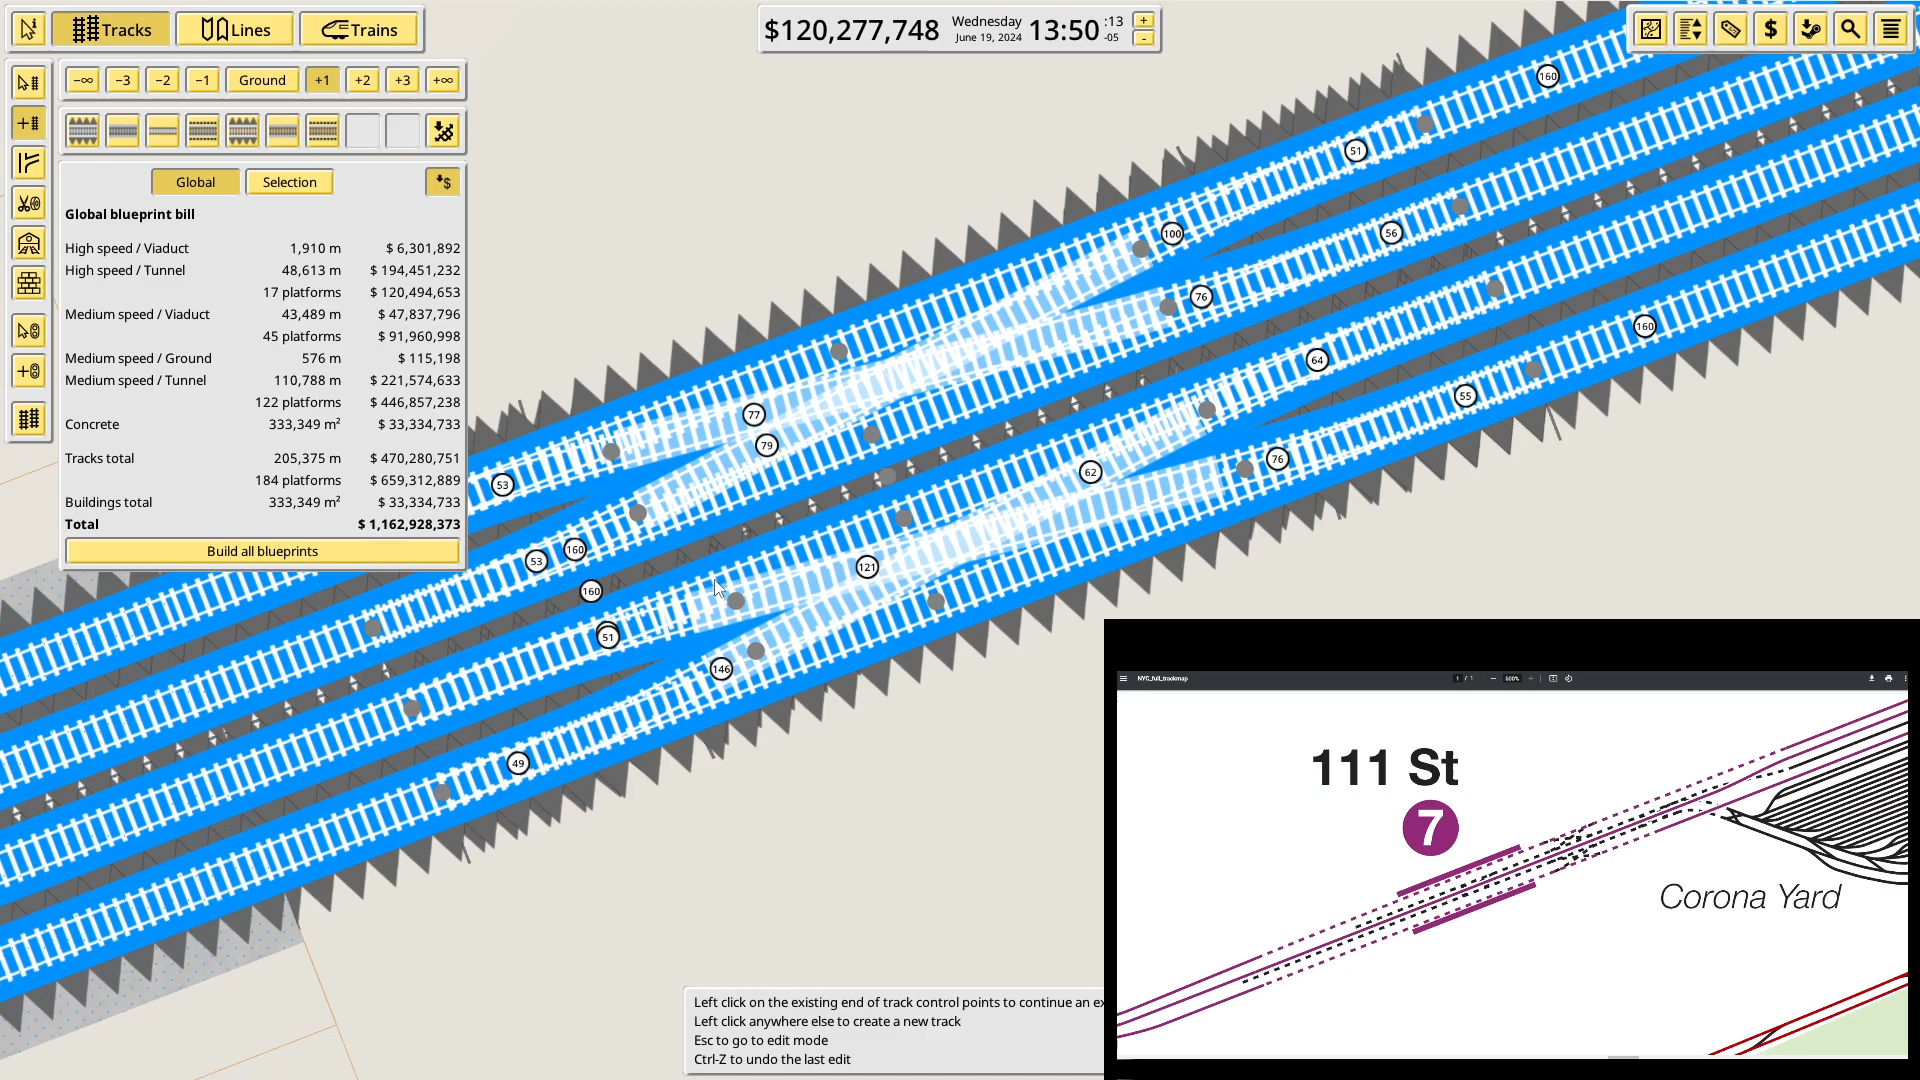 Tracks
Lines
Trains
$120,277,748
Wednesday
June 19, 2024
13:50
:13
-05
+
-
$
−∞
−3
−2
−1
Ground
+1
+2
+3
+∞
Global
Selection
$
Global blueprint bill
High speed / Viaduct 1,910 m $ 6,301,892
High speed / Tunnel 48,613 m $ 194,451,232
17 platforms $ 120,494,653
Medium speed / Viaduct 43,489 m $ 47,837,796
45 platforms $ 91,960,998
Medium speed / Ground 576 m $ 115,198
Medium speed / Tunnel 110,788 m $ 221,574,633
122 platforms $ 446,857,238
Concrete 333,349 m² $ 33,334,733
Tracks total 205,375 m $ 470,280,751
184 platforms $ 659,312,889
Buildings total 333,349 m² $ 33,334,733
Total $ 1,162,928,373
Build all blueprints
160
51
100
56
76
64
160
55
77
79
53
62
76
53
160
121
160
51
146
49
Left click on the existing end of track control points to continue an ex
Left click anywhere else to create a new track
Esc to go to edit mode
Ctrl-Z to undo the last edit
NYC_full_trackmap
1 / 1
500%
111 St
7
Corona Yard